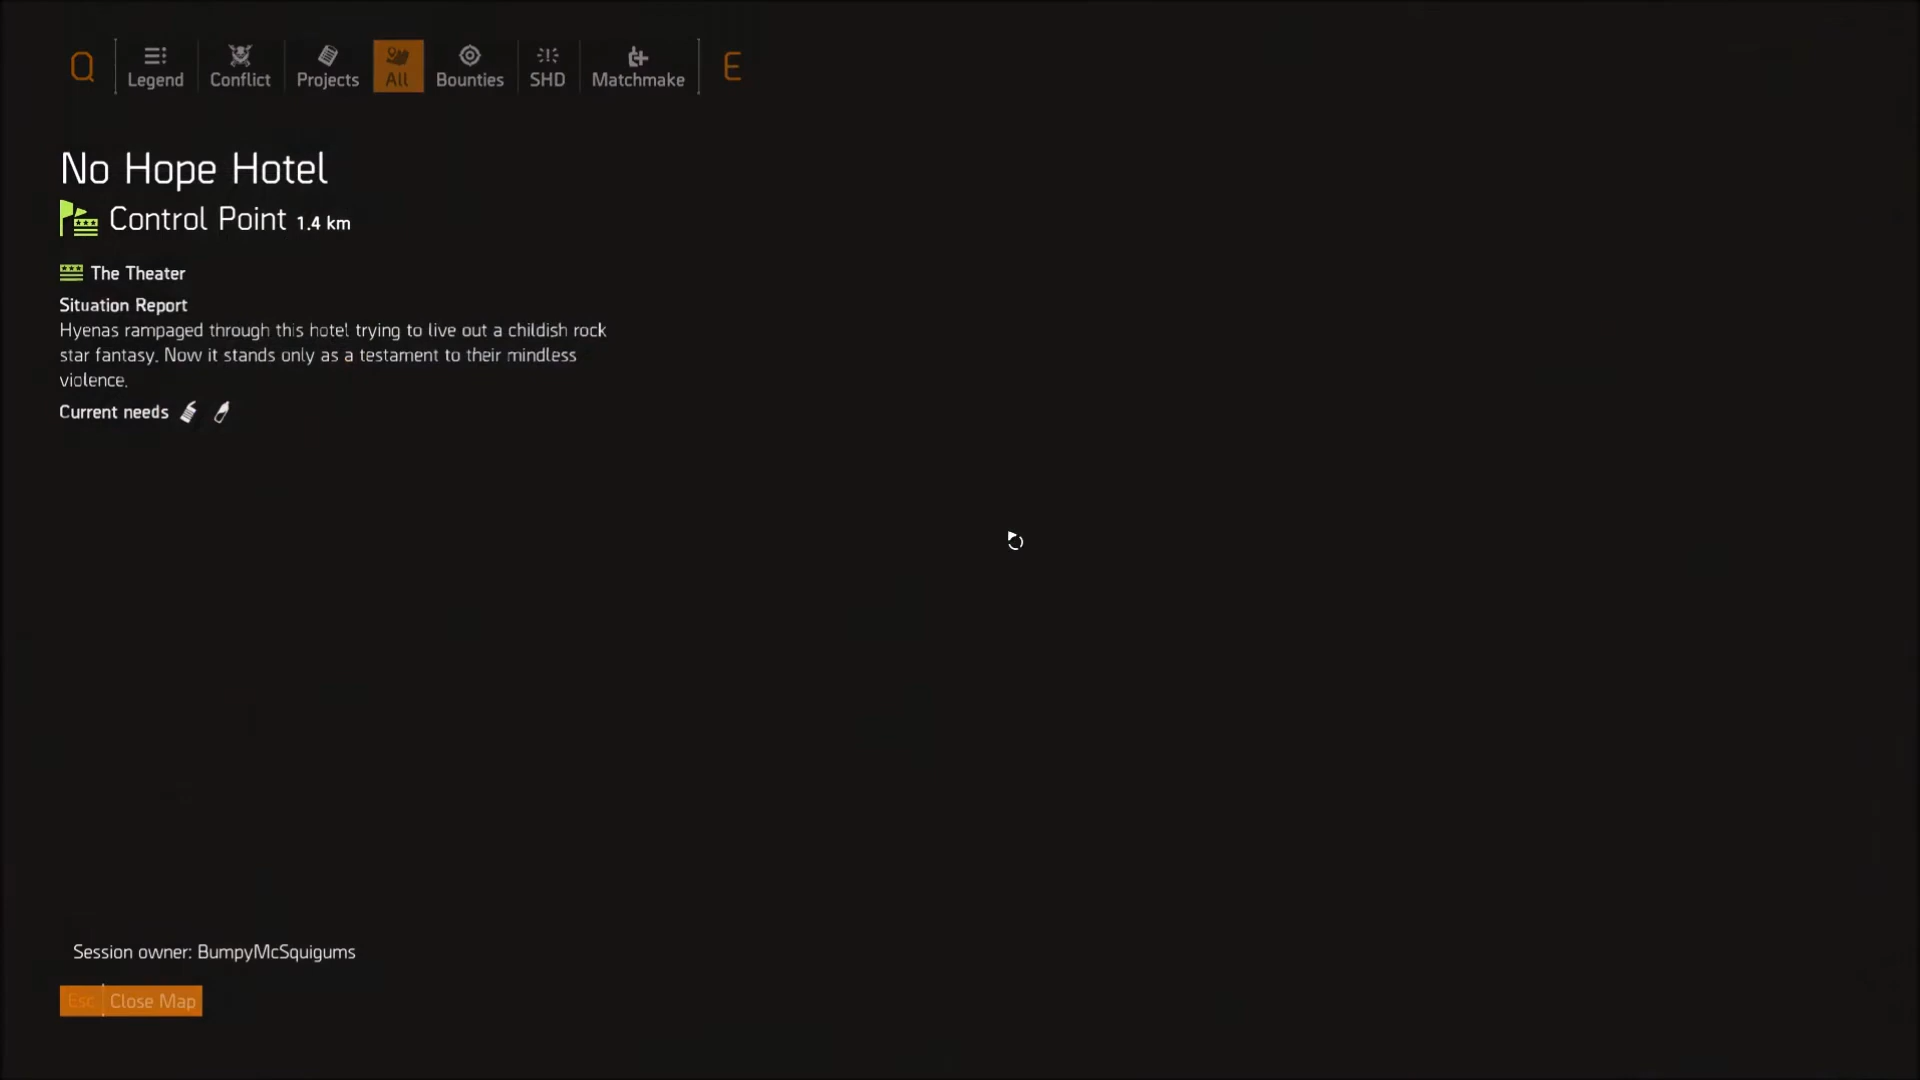 Q Legend Conflict Projects All Bounties SHD Matchmake E
No Hope Hotel
Control Point 1.4 km
The Theater
Situation Report
Hyenas rampaged through this hotel trying to live out a childish rock
star fantasy. Now it stands only as a testament to their mindless
violence.
Current needs
Session owner: BumpyMcSquigums
Esc Close Map